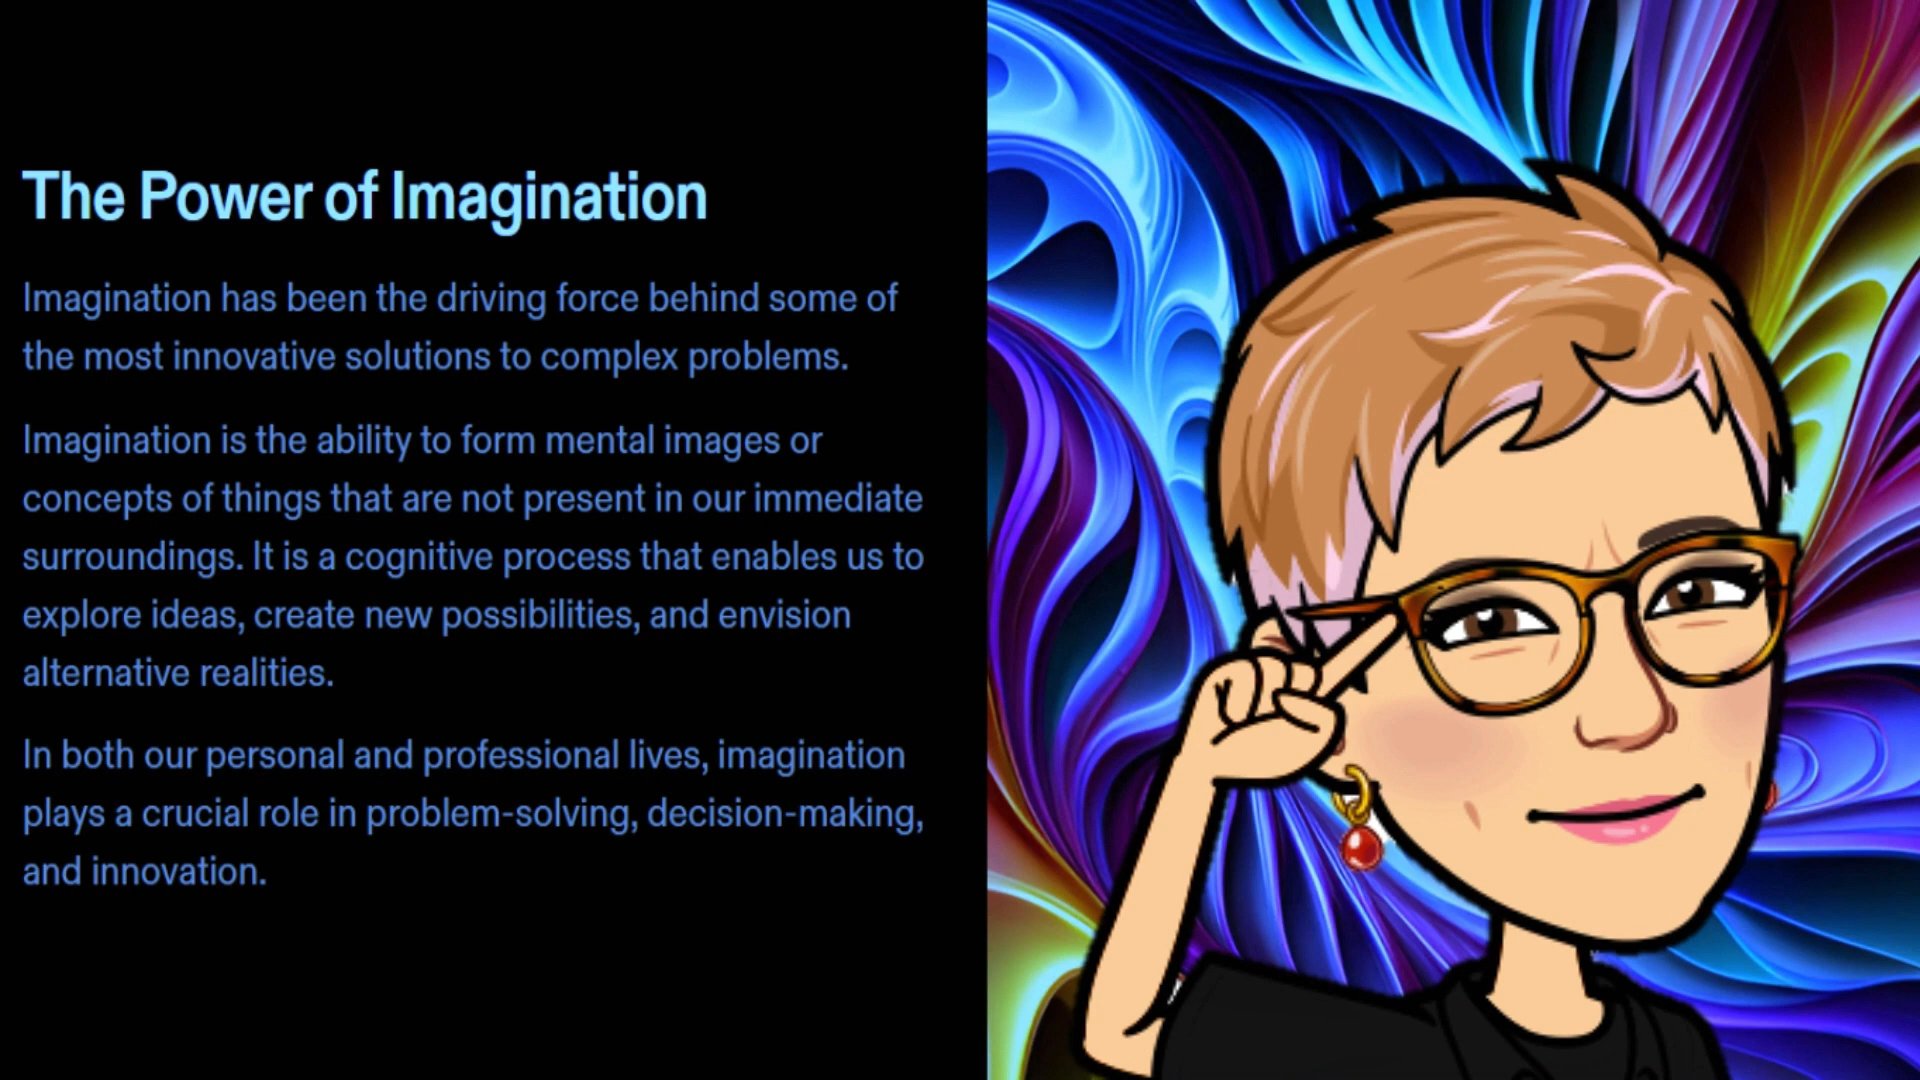 The Power of Imagination
Imagination has been the driving force behind some of
the most innovative solutions to complex problems.
Imagination is the ability to form mental images or
concepts of things that are not present in our immediate
surroundings. It is a cognitive process that enables us to
explore ideas, create new possibilities, and envision
alternative realities.
In both our personal and professional lives, imagination
plays a crucial role in problem-solving, decision-making,
and innovation.